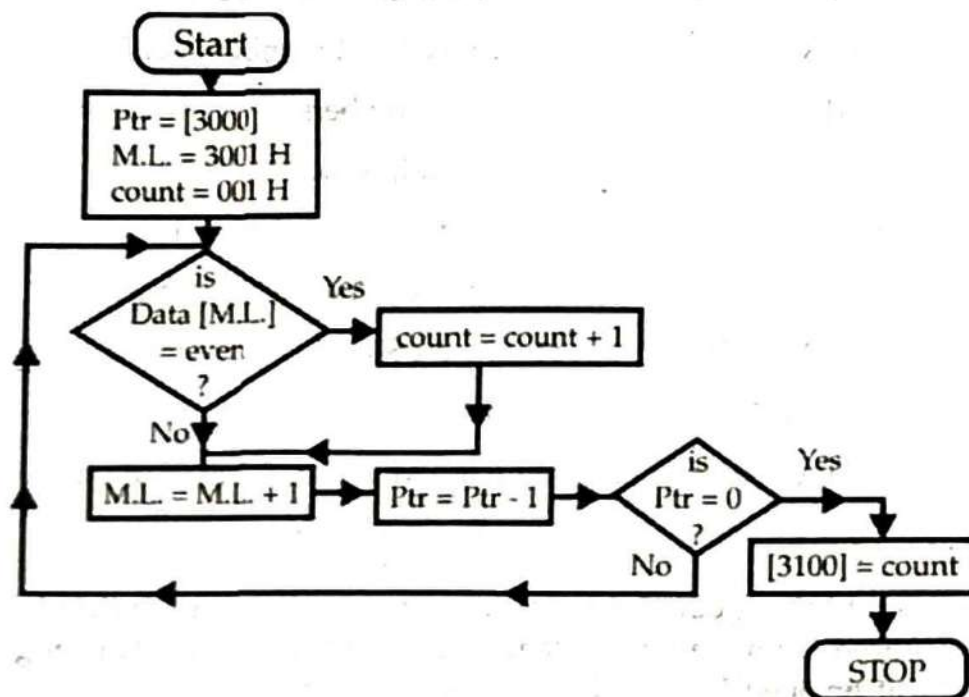 Start
Ptr = [3000]
M.L. = 3001 H
count = 001 H
is
Data [M.L.]
= even
?
Yes
count = count + 1
No
M.L. = M.L. + 1
Ptr = Ptr - 1
is
Ptr = 0
?
Yes
No
[3100] = count
STOP